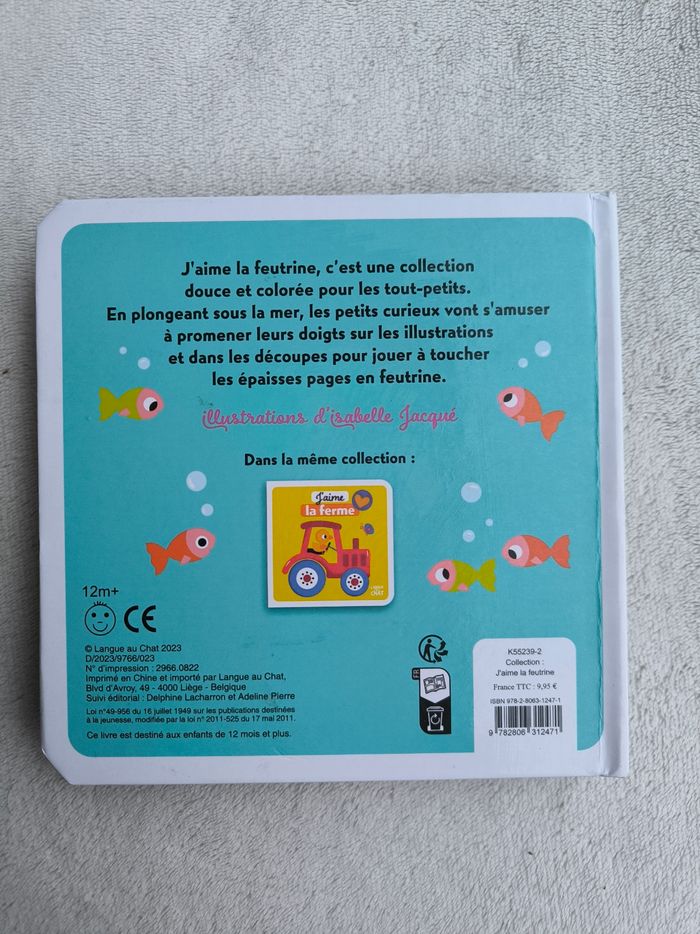 J'aime la feutrine, c'est une collection
douce et colorée pour les tout-petits.
En plongeant sous la mer, les petits curieux vont s'amuser
à promener leurs doigts sur les illustrations
et dans les découpes pour jouer à toucher
les épaisses pages en feutrine.
illustrations d'isabelle Jacqué
Dans la même collection :
J'aime
la ferme
CHAT
12m+
CE
© Langue au Chat 2023
D/2023/9766/023
N° d'impression : 2966.0822
Imprimé en Chine et importé par Langue au Chat,
Blvd d'Avroy, 49 - 4000 Liège - Belgique
Suivi éditorial : Delphine Lacharron et Adeline Pierre
Loi n°49-956 du 16 juillet 1949 sur les publications destinées
à la jeunesse, modifiée par la loi n° 2011-525 du 17 mai 2011.
Ce livre est destiné aux enfants de 12 mois et plus.
FR
K55239-2
Collection :
J'aime la feutrine
France TTC : 9,95 €
ISBN 978-2-8063-1247-1
9 782806 312471